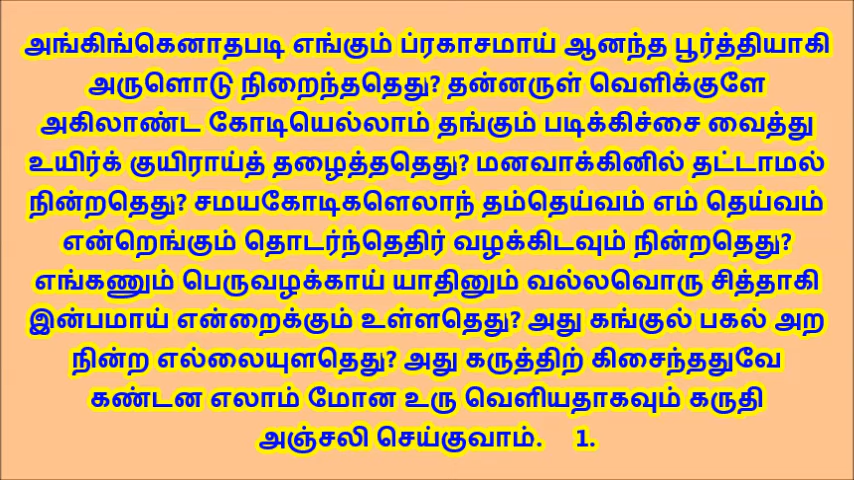 அங்கிங்கெனாதபடி எங்கும் ப்ரகாசமாய் ஆனந்த பூர்த்தியாகி
அருளொடு நிறைந்ததெது? தன்னருள் வெளிக்குளே
அகிலாண்ட கோடியெல்லாம் தங்கும் படிக்கிச்சை வைத்து
உயிர்க் குயிராய்த் தழைத்ததெது? மனவாக்கினில் தட்டாமல்
நின்றதெது? சமயகோடிகளெலாந் தம்தெய்வம் எம் தெய்வம்
என்றெங்கும் தொடர்ந்தெதிர் வழக்கிடவும் நின்றதெது?
எங்கணும் பெருவழக்காய் யாதினும் வல்லவொரு சித்தாகி
இன்பமாய் என்றைக்கும் உள்ளதெது? அது கங்குல் பகல் அற
நின்ற எல்லையுளதெது? அது கருத்திற் கிசைந்ததுவே
கண்டன எலாம் மோன உரு வெளியதாகவும் கருதி
அஞ்சலி செய்குவாம். 1.